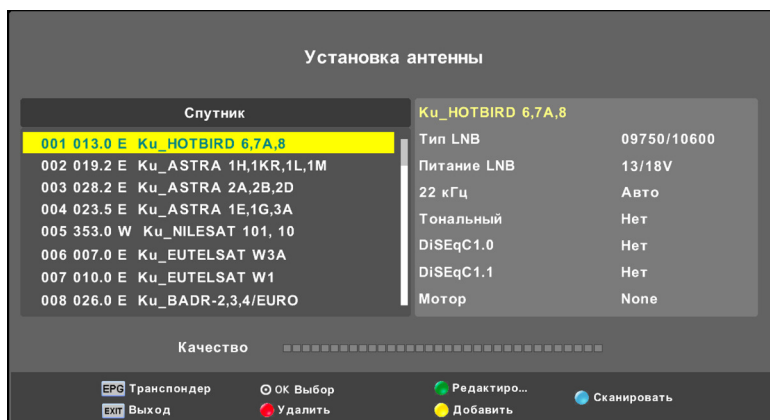 Установка антенны
Спутник
001 013.0 E Ku_HOTBIRD 6,7A,8
002 019.2 E Ku_ASTRA 1H,1KR,1L,1M
003 028.2 E Ku_ASTRA 2A,2B,2D
004 023.5 E Ku_ASTRA 1E,1G,3A
005 353.0 W Ku_NILESAT 101, 10
006 007.0 E Ku_EUTELSAT W3A
007 010.0 E Ku_EUTELSAT W1
008 026.0 E Ku_BADR-2,3,4/EURO
Ku_HOTBIRD 6,7A,8
Тип LNB 09750/10600
Питание LNB 13/18V
22 кГц Авто
Тональный Нет
DiSEqC1.0 Нет
DiSEqC1.1 Нет
Мотор None
Качество
EPG Транспондер OK Выбор Редактиро... Сканировать
EXIT Выход Удалить Добавить